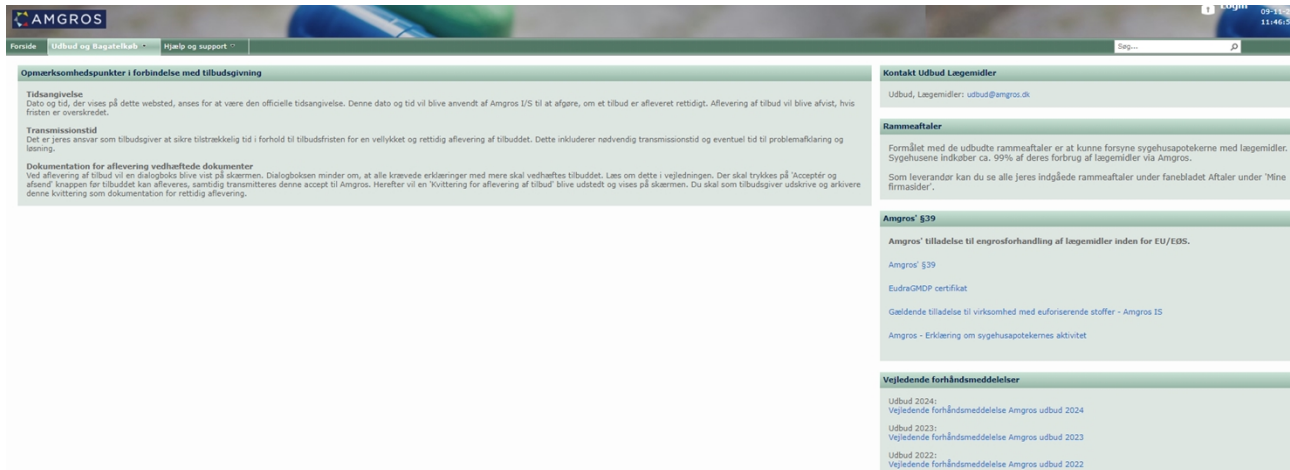 AMGROS
Login
11:46:5
Forside Udbud og Bagatelkøb Hjælp og support
Søg...
Opmærksomhedspunkter i forbindelse med tilbudsgivning
Tidsangivelse
Dato og tid, der vises på dette websted, anses for at være den officielle tidsangivelse. Denne dato og tid vil blive anvendt af Amgros I/S til at afgøre, om et tilbud er afleveret rettidigt. Aflevering af tilbud vil blive afvist, hvis
fristen er overskredet.
Transmissionstid
Det er jeres ansvar som tilbudsgiver at sikre tilstrækkelig tid i forhold til tilbudsfristen for en vellykket og rettidig aflevering af tilbuddet. Dette inkluderer nødvendig transmissionstid og eventuel tid til problemafklaring og
løsning.
Dokumentation for aflevering vedhæftede dokumenter
Ved aflevering af tilbud vil en dialogboks blive vist på skærmen. Dialogboksen minder om, at alle krævede erklæringer med mere skal vedhæftes tilbuddet. Læs om dette i vejledningen. Der skal trykkes på 'Acceptér og
afsend' knappen før tilbuddet kan afleveres, samtidig transmitteres denne accept til Amgros. Herefter vil en 'Kvittering for aflevering af tilbud' blive udstedt og vises på skærmen. Du skal som tilbudsgiver udskrive og arkivere
denne kvittering som dokumentation for rettidig aflevering.
Kontakt Udbud Lægemidler
Udbud, Lægemidler: udbud@amgros.dk
Rammeaftaler
Formålet med de udbudte rammeaftaler er at kunne forsyne sygehusapotekerne med lægemidler.
Sygehusene indkøber ca. 99% af deres forbrug af lægemidler via Amgros.
Som leverandør kan du se alle jeres indgåede rammeaftaler under fanebladet Aftaler under 'Mine
firmasider'.
Amgros' §39
Amgros' tilladelse til engrosforhandling af lægemidler inden for EU/EØS.
Amgros' §39
EudraGMDP certifikat
Gældende tilladelse til virksomhed med euforiserende stoffer - Amgros IS
Amgros - Erklæring om sygehusapotekernes aktivitet
Vejledende forhåndsmeddelelser
Udbud 2024:
Vejledende forhåndsmeddelelse Amgros udbud 2024
Udbud 2023:
Vejledende forhåndsmeddelelse Amgros udbud 2023
Udbud 2022:
Vejledende forhåndsmeddelelse Amgros udbud 2022